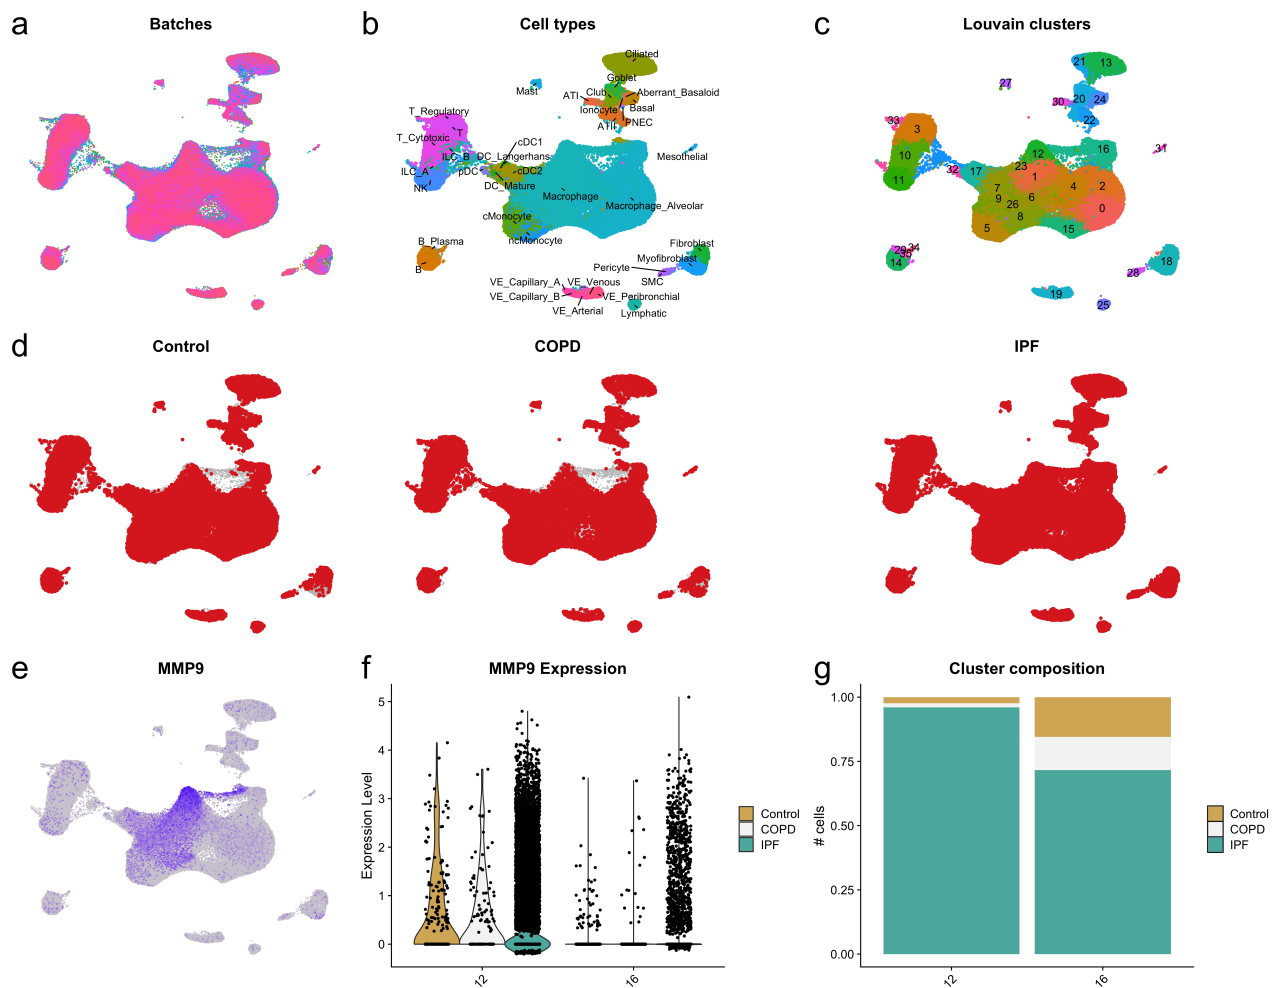 a
Batches
b
Cell types
c
Louvain clusters
Ciliated
Goblet
Mast
ATI
Club
Aberrant_Basaloid
Ionocyte
Basal
ATII
PNEC
T_Regulatory
T
T_Cytotoxic
cDC1
ILC_B
DC_Langerhans
ILC_A
pDC
cDC2
NK
DC_Mature
Mesothelial
Macrophage
Macrophage_Alveolar
cMonocyte
ncMonocyte
B_Plasma
B
Fibroblast
Myofibroblast
Pericyte
SMC
VE_Capillary_A
VE_Venous
VE_Capillary_B
VE_Peribronchial
VE_Arterial
Lymphatic
21
13
27
30
20
24
22
33
3
10
11
32
17
12
23
1
16
31
7
9
26
6
4
2
0
8
5
15
29
34
35
14
18
28
19
25
d
Control
COPD
IPF
e
MMP9
f
MMP9 Expression
Expression Level
5
4
3
2
1
0
12
16
Control
COPD
IPF
g
Cluster composition
# cells
1.00
0.75
0.50
0.25
0.00
12
16
Control
COPD
IPF